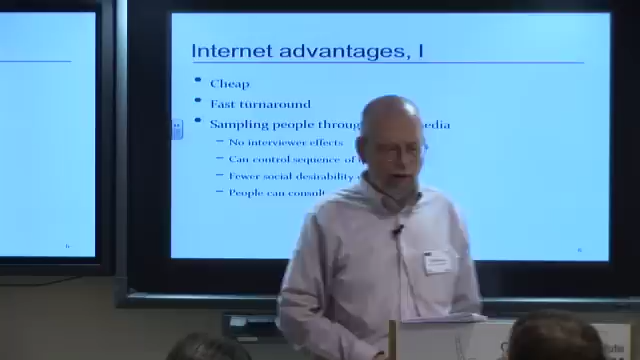 Internet advantages, I
• Cheap
• Fast turnaround
• Sampling people through media
– No interviewer effects
– Can control sequence of
– Fewer social desirability
– People can consult